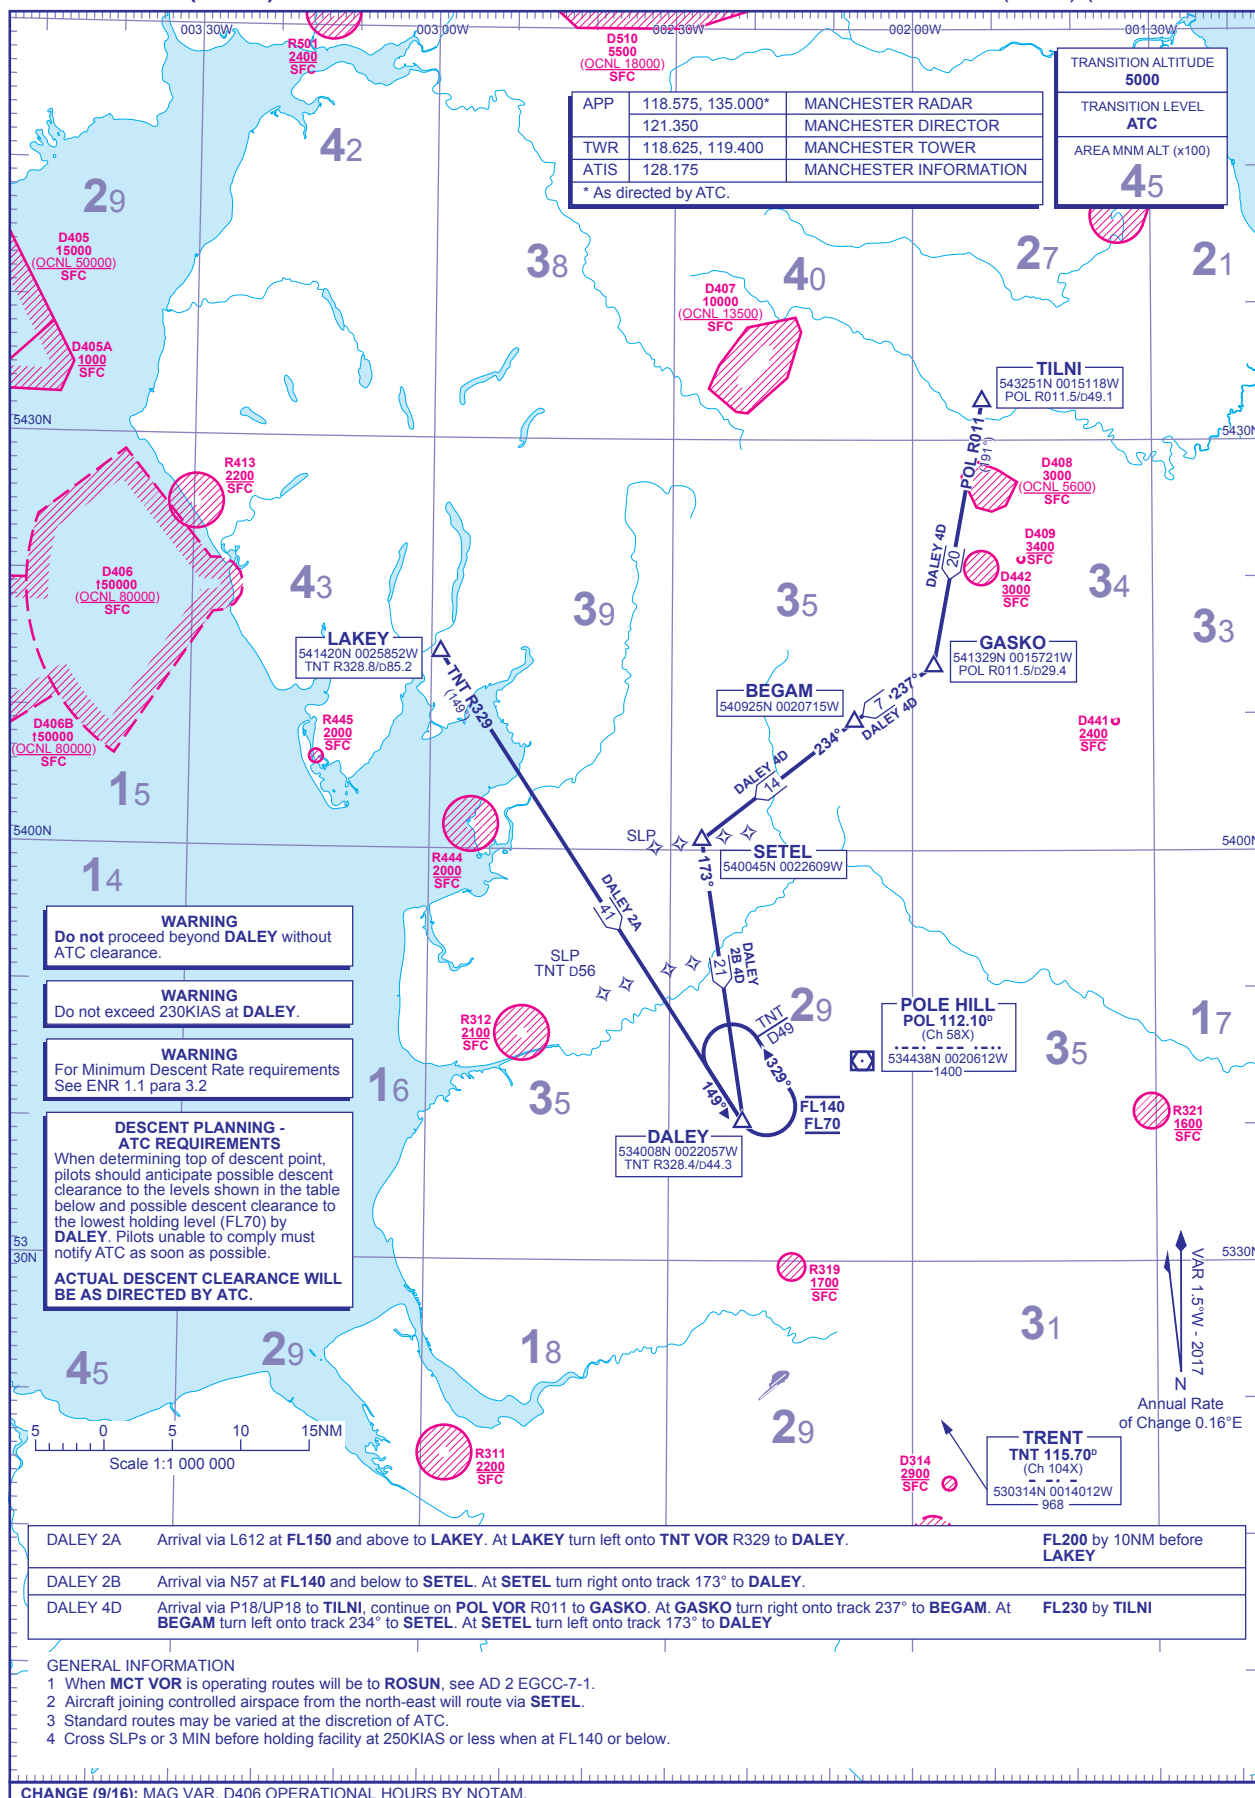 003 30W
003 00W
002 30W
002 00W
001 30W
R501
2400
SFC
D510
5500
(OCNL 18000)
SFC
TRANSITION ALTITUDE
5000
TRANSITION LEVEL
ATC
AREA MNM ALT (x100)
45
APP 118.575, 135.000* MANCHESTER RADAR
121.350 MANCHESTER DIRECTOR
TWR 118.625, 119.400 MANCHESTER TOWER
ATIS 128.175 MANCHESTER INFORMATION
* As directed by ATC.
42
29
D405
15000
(OCNL 50000)
SFC
38
40
27
21
D407
10000
(OCNL 13500)
SFC
D405A
1000
SFC
TILNI
543251N 0015118W
POL R011.5/D49.1
5430N
5430N
POL R011
(191°)
R413
2200
SFC
D408
3000
(OCNL 5600)
SFC
DALEY 4D
20
D409
3400
SFC
D442
3000
SFC
D406
†50000
(OCNL 80000)
SFC
43
39
35
34
33
LAKEY
541420N 0025852W
TNT R328.8/D85.2
GASKO
541329N 0015721W
POL R011.5/D29.4
TNT R329
(149°)
BEGAM
540925N 0020715W
7
237°
DALEY 4D
234°
D406B
†50000
(OCNL 80000)
SFC
R445
2000
SFC
D441
2400
SFC
15
DALEY 4D
14
5400N
5400N
SLP
SETEL
540045N 0022609W
173°
R444
2000
SFC
14
DALEY 2A
41
WARNING
Do not proceed beyond DALEY without
ATC clearance.
SLP
TNT D56
DALEY
2B 4D
21
WARNING
Do not exceed 230KIAS at DALEY.
29
POLE HILL
POL 112.10D
(Ch 58X)
534438N 0020612W
1400
17
R312
2100
SFC
TNT
D49
WARNING
For Minimum Descent Rate requirements
See ENR 1.1 para 3.2
16
35
35
329°
149°
FL140
FL70
R321
1600
SFC
DALEY
534008N 0022057W
TNT R328.4/D44.3
DESCENT PLANNING -
ATC REQUIREMENTS
When determining top of descent point,
pilots should anticipate possible descent
clearance to the levels shown in the table
below and possible descent clearance to
the lowest holding level (FL70) by
DALEY. Pilots unable to comply must
notify ATC as soon as possible.
ACTUAL DESCENT CLEARANCE WILL
BE AS DIRECTED BY ATC.
53
30N
5330N
R319
1700
SFC
VAR 1.5°W - 2017
N
Annual Rate
of Change 0.16°E
31
18
29
45
29
5 0 5 10 15NM
Scale 1:1 000 000
R311
2200
SFC
D314
2900
SFC
TRENT
TNT 115.70D
(Ch 104X)
530314N 0014012W
968
DALEY 2A Arrival via L612 at FL150 and above to LAKEY. At LAKEY turn left onto TNT VOR R329 to DALEY. FL200 by 10NM before
LAKEY
DALEY 2B Arrival via N57 at FL140 and below to SETEL. At SETEL turn right onto track 173° to DALEY.
DALEY 4D Arrival via P18/UP18 to TILNI, continue on POL VOR R011 to GASKO. At GASKO turn right onto track 237° to BEGAM. At FL230 by TILNI
BEGAM turn left onto track 234° to SETEL. At SETEL turn left onto track 173° to DALEY
GENERAL INFORMATION
1 When MCT VOR is operating routes will be to ROSUN, see AD 2 EGCC-7-1.
2 Aircraft joining controlled airspace from the north-east will route via SETEL.
3 Standard routes may be varied at the discretion of ATC.
4 Cross SLPs or 3 MIN before holding facility at 250KIAS or less when at FL140 or below.
CHANGE (9/16): MAG VAR. D406 OPERATIONAL HOURS BY NOTAM.